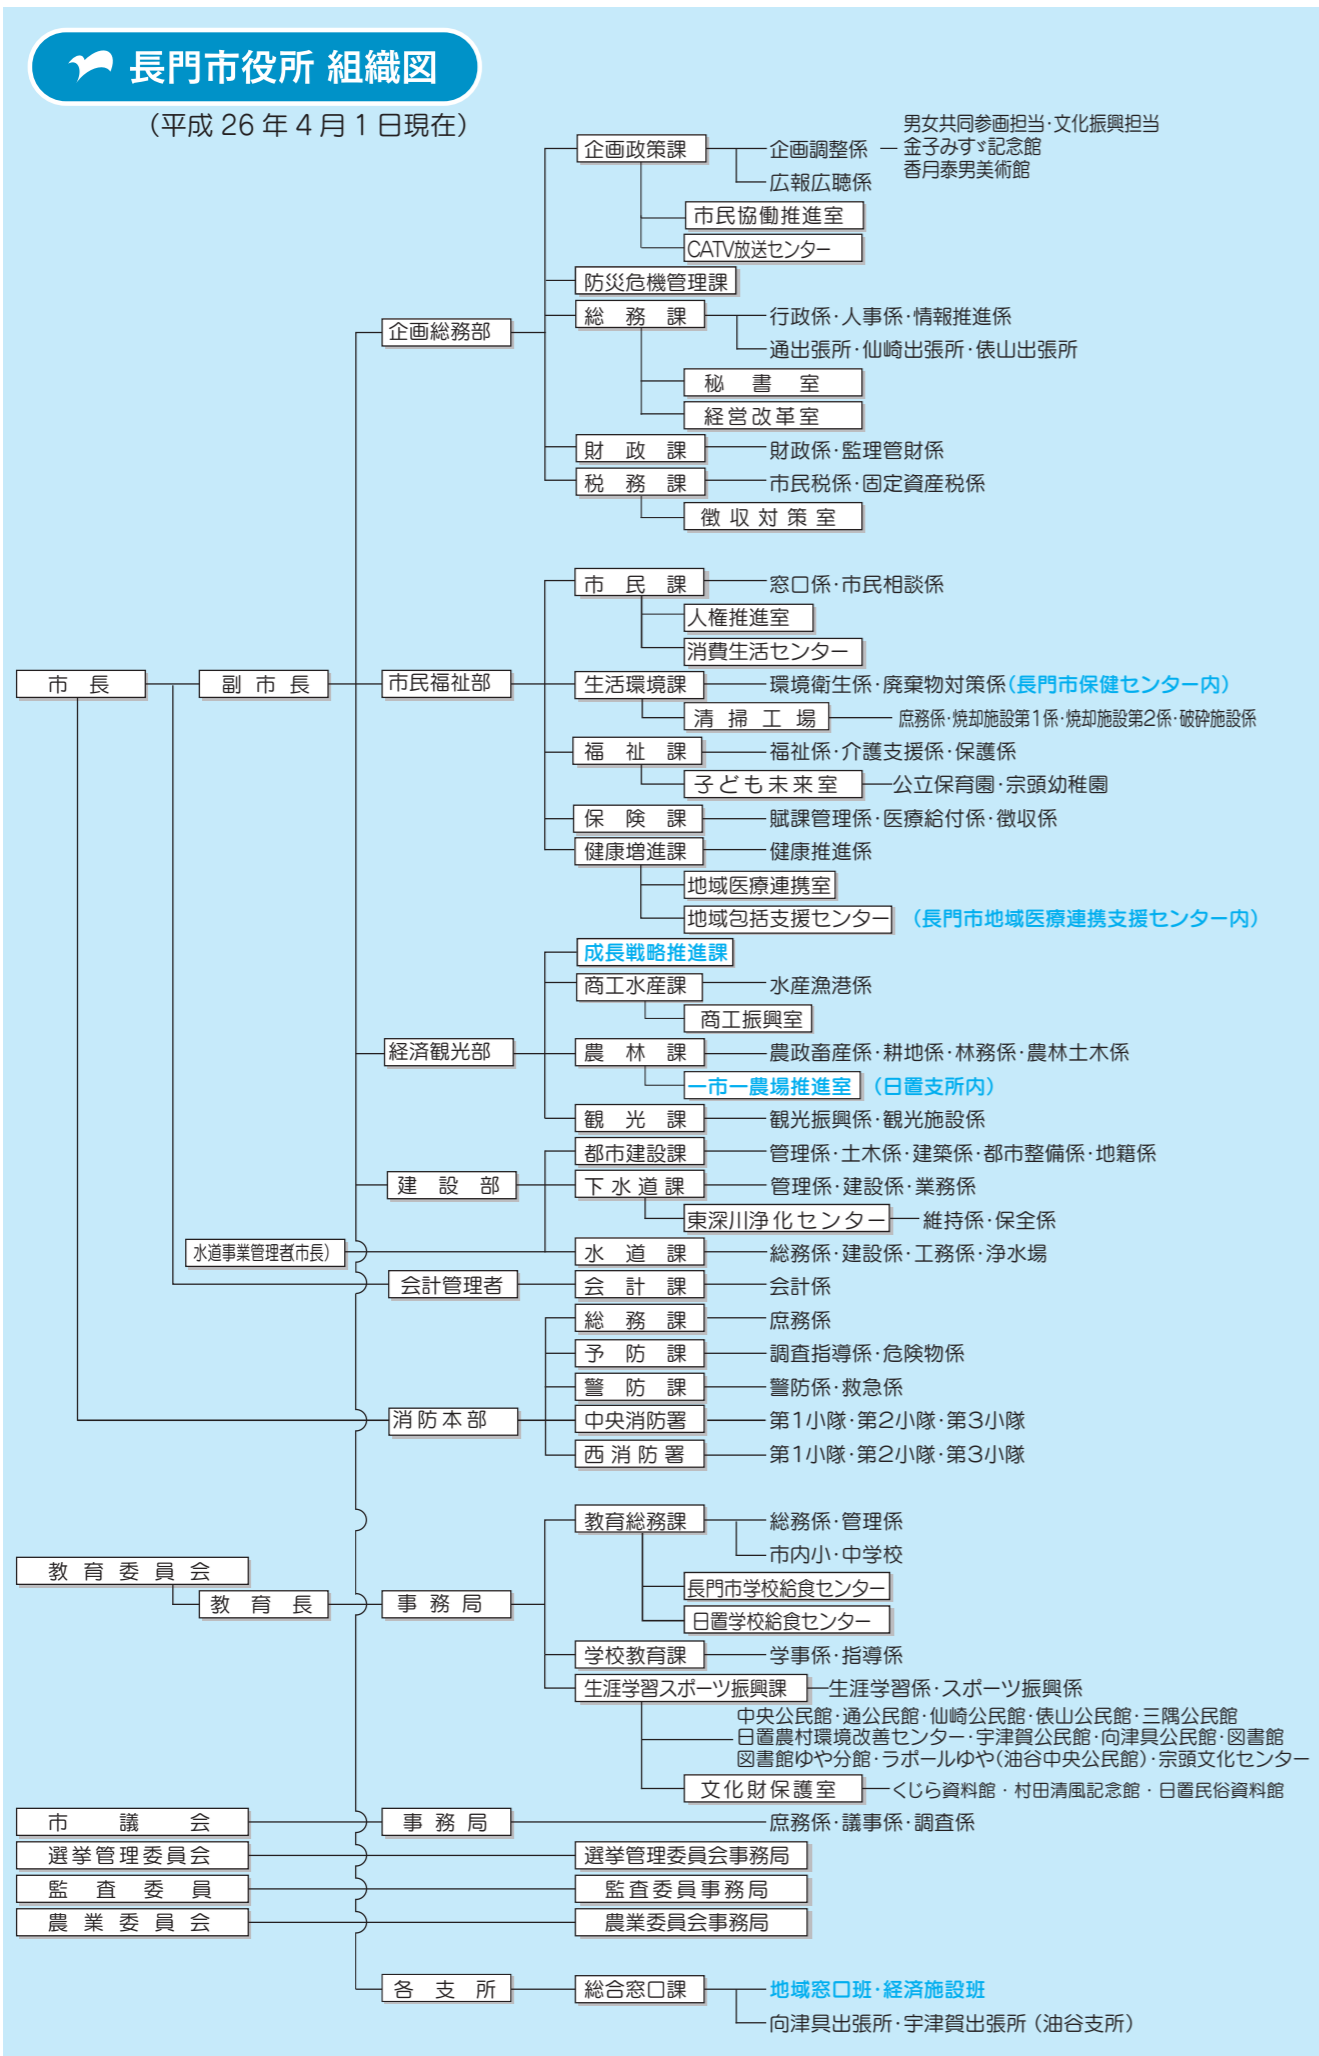 長門市役所 組織図
（平成 26 年 4 月 1 日現在）
企画政策課
企画調整係
男女共同参画担当･文化振興担当
金子みすゞ記念館
香月泰男美術館
広報広聴係
市民協働推進室
CATV放送センター
防災危機管理課
企画総務部
総務課
行政係･人事係･情報推進係
通出張所･仙崎出張所･俵山出張所
秘書室
経営改革室
財政課
財政係･監理管財係
税務課
市民税係･固定資産税係
徴収対策室
市民課
窓口係･市民相談係
人権推進室
消費生活センター
市長
副市長
市民福祉部
生活環境課
環境衛生係･廃棄物対策係(長門市保健センター内)
清掃工場
庶務係･焼却施設第1係･焼却施設第2係･破砕施設係
福祉課
福祉係･介護支援係･保護係
子ども未来室
公立保育園･宗頭幼稚園
保険課
賦課管理係･医療給付係･徴収係
健康増進課
健康推進係
地域医療連携室
地域包括支援センター
（長門市地域医療連携支援センター内）
成長戦略推進課
商工水産課
水産漁港係
商工振興室
経済観光部
農林課
農政畜産係･耕地係･林務係･農林土木係
一市一農場推進室
（日置支所内）
観光課
観光振興係･観光施設係
都市建設課
管理係･土木係･建築係･都市整備係･地籍係
建設部
下水道課
管理係･建設係･業務係
東深川浄化センター
維持係･保全係
水道事業管理者(市長)
水道課
総務係･建設係･工務係･浄水場
会計管理者
会計課
会計係
総務課
庶務係
予防課
調査指導係･危険物係
警防課
警防係･救急係
消防本部
中央消防署
第1小隊･第2小隊･第3小隊
西消防署
第1小隊･第2小隊･第3小隊
教育総務課
総務係･管理係
市内小･中学校
教育委員会
長門市学校給食センター
教育長
事務局
日置学校給食センター
学校教育課
学事係･指導係
生涯学習スポーツ振興課
生涯学習係･スポーツ振興係
中央公民館･通公民館･仙崎公民館･俵山公民館･三隅公民館
日置農村環境改善センター･宇津賀公民館･向津具公民館･図書館
図書館ゆや分館･ラポールゆや(油谷中央公民館)･宗頭文化センター
文化財保護室
くじら資料館・村田清風記念館・日置民俗資料館
市議会
事務局
庶務係･議事係･調査係
選挙管理委員会
選挙管理委員会事務局
監査委員
監査委員事務局
農業委員会
農業委員会事務局
各支所
総合窓口課
地域窓口班･経済施設班
向津具出張所･宇津賀出張所（油谷支所）